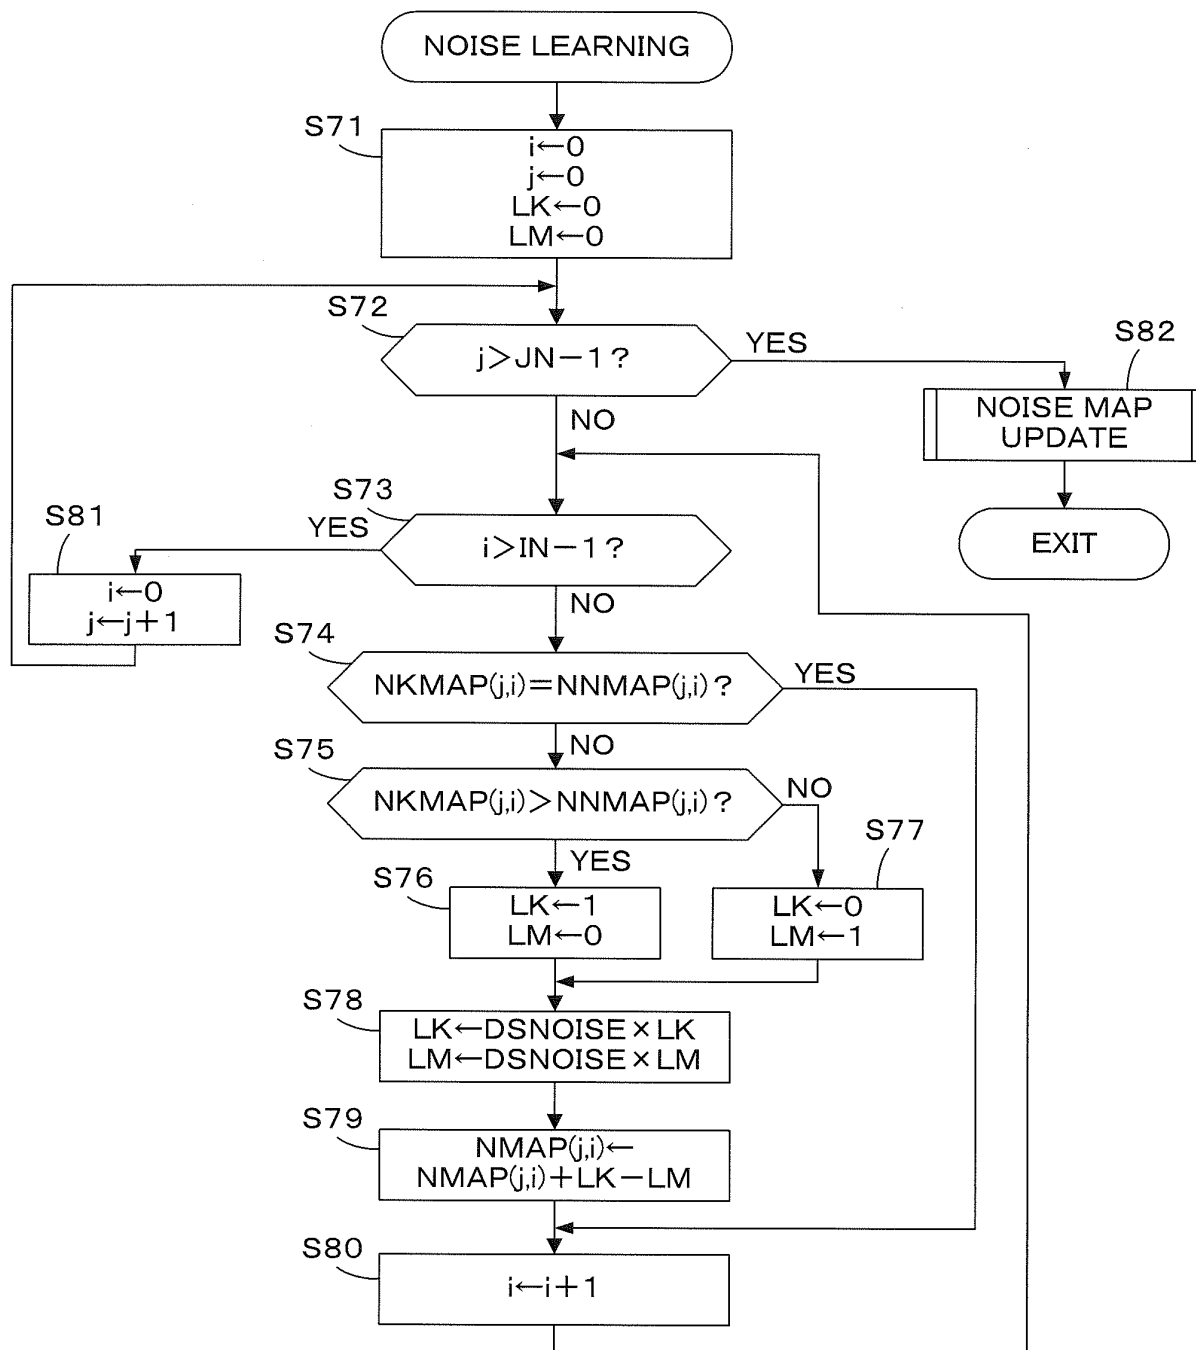 NOISE LEARNING
S71
i←0
j←0
LK←0
LM←0
S72
j>JN−1?
YES
S82
NOISE MAP
UPDATE
NO
EXIT
S73
i>IN−1?
YES
S81
i←0
j←j+1
NO
S74
NKMAP(j,i)=NNMAP(j,i)?
YES
NO
S75
NKMAP(j,i)>NNMAP(j,i)?
NO
S77
YES
S76
LK←1
LM←0
LK←0
LM←1
S78
LK←DSNOISE×LK
LM←DSNOISE×LM
S79
NMAP(j,i)←
NMAP(j,i)+LK−LM
S80
i←i+1